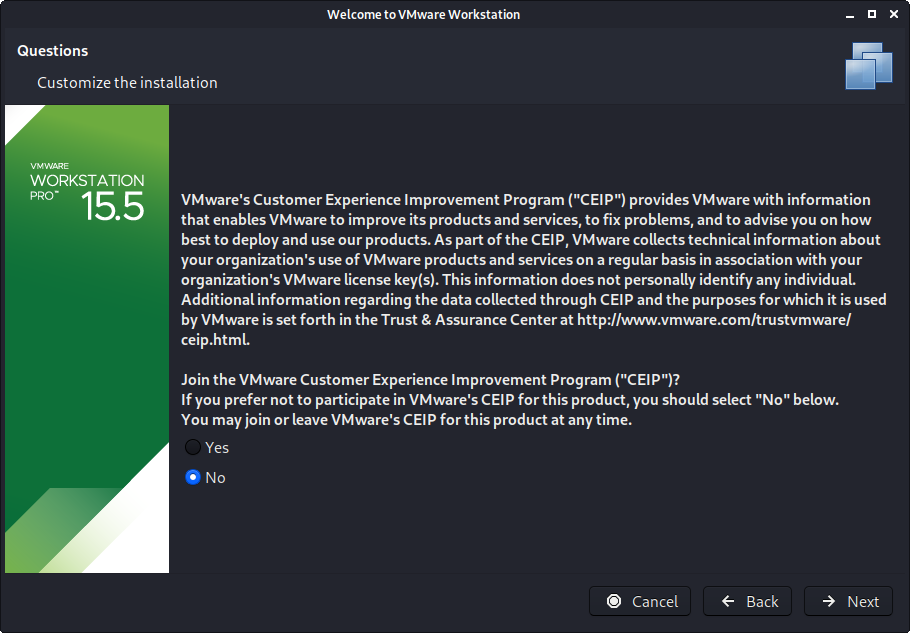 Welcome to VMware Workstation
Questions
Customize the installation
VMWARE
WORKSTATION
PRO™ 15.5
VMware's Customer Experience Improvement Program ("CEIP") provides VMware with information
that enables VMware to improve its products and services, to fix problems, and to advise you on how
best to deploy and use our products. As part of the CEIP, VMware collects technical information about
your organization's use of VMware products and services on a regular basis in association with your
organization's VMware license key(s). This information does not personally identify any individual.
Additional information regarding the data collected through CEIP and the purposes for which it is used
by VMware is set forth in the Trust & Assurance Center at http://www.vmware.com/trustvmware/
ceip.html.
Join the VMware Customer Experience Improvement Program ("CEIP")?
If you prefer not to participate in VMware's CEIP for this product, you should select "No" below.
You may join or leave VMware's CEIP for this product at any time.
Yes
No
Cancel
Back
Next